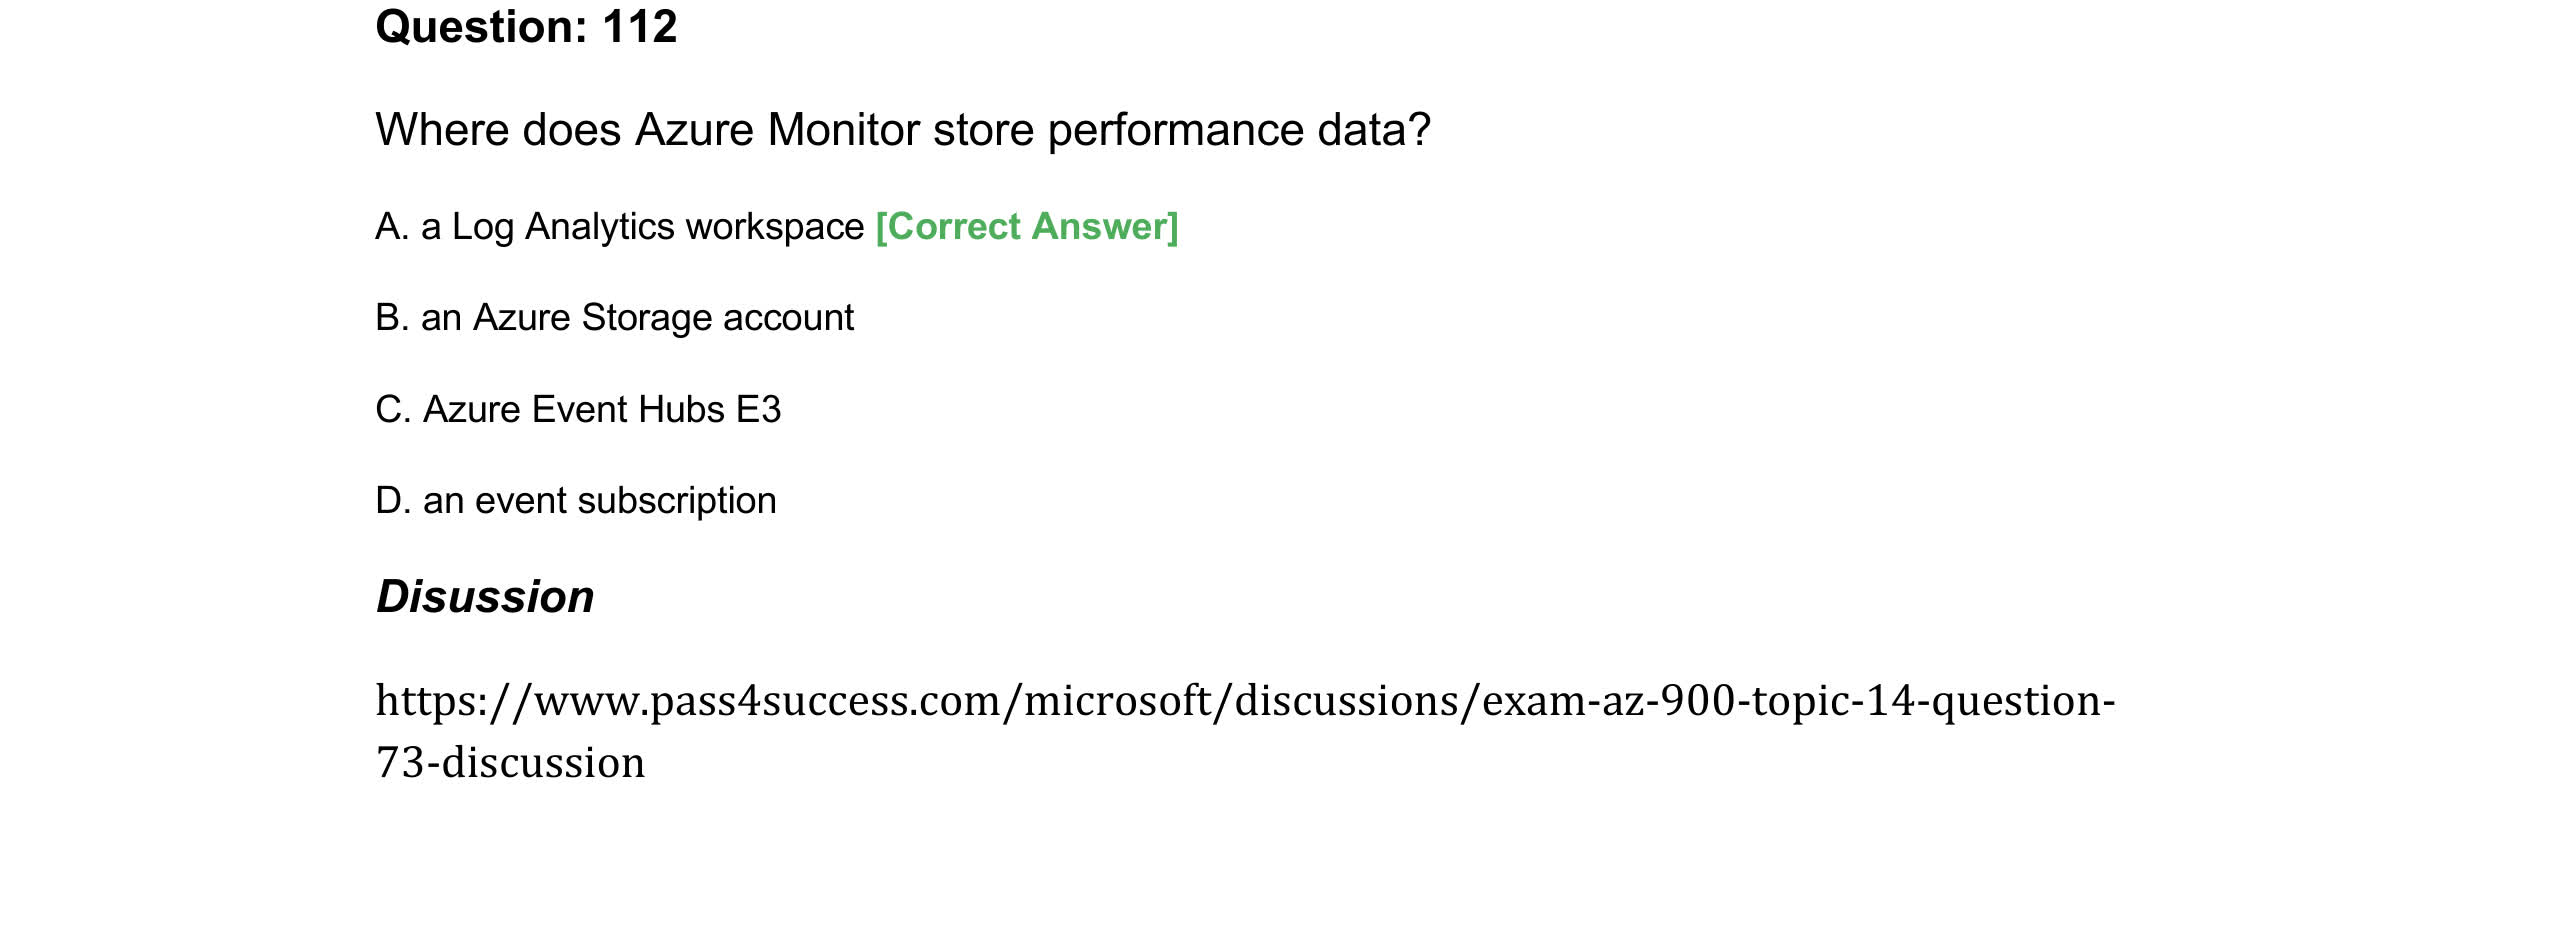 Question: 112
Where does Azure Monitor store performance data?
A. a Log Analytics workspace [Correct Answer]
B. an Azure Storage account
C. Azure Event Hubs E3
D. an event subscription
Disussion
https://www.pass4success.com/microsoft/discussions/exam-az-900-topic-14-question-
73-discussion